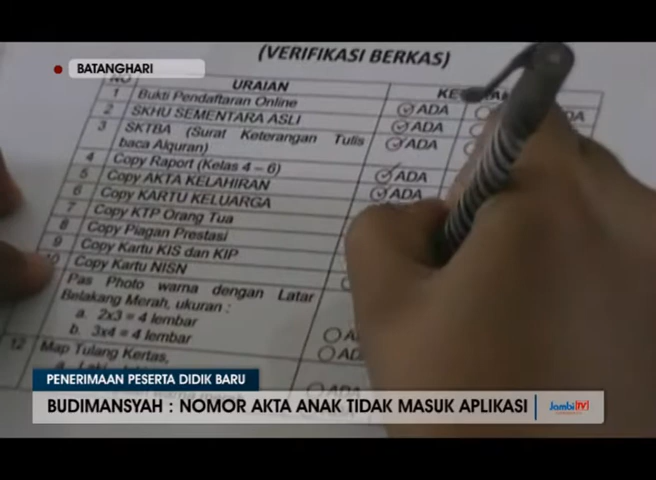 BATANGHARI
(VERIFIKASI BERKAS)
NO URAIAN
1 Bukti Pendaftaran Online ADA
2 SKHU SEMENTARA ASLI ADA
3 SKTBA (Surat Keterangan Tulis ADA
baca Alquran)
4 Copy Raport (Kelas 4 – 6) ADA
5 Copy AKTA KELAHIRAN ADA
6 Copy KARTU KELUARGA
7 Copy KTP Orang Tua
8 Copy Piagan Prestasi
9 Copy Kartu KIS dan KIP
10 Copy Kartu NISN
Pas Photo warna dengan Latar
Belakang Merah, ukuran :
a. 2x3 = 4 lembar
b. 3x4 = 4 lembar
12 Map Tulang Kertas,
ADA
PENERIMAAN PESERTA DIDIK BARU
BUDIMANSYAH : NOMOR AKTA ANAK TIDAK MASUK APLIKASI
Jambi TV